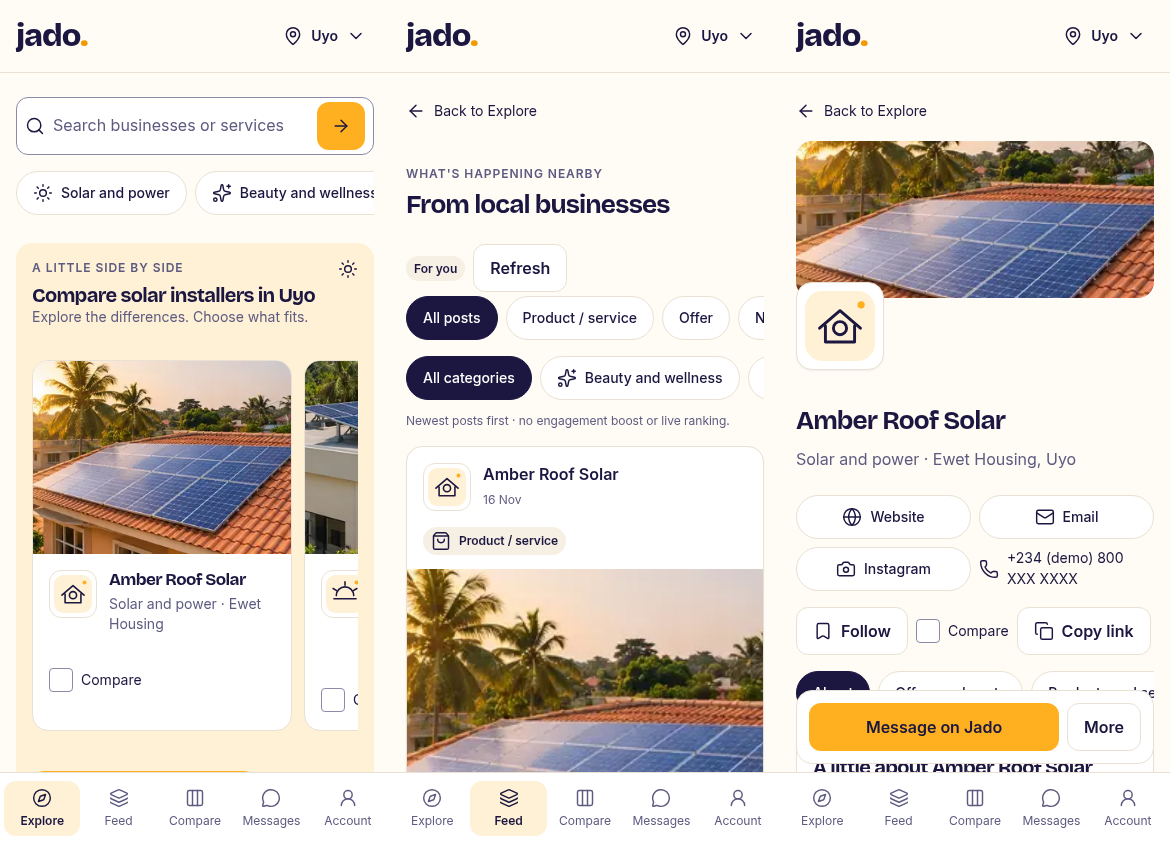 jado.
Uyo
Search businesses or services
Solar and power
Beauty and wellness
A LITTLE SIDE BY SIDE
Compare solar installers in Uyo
Explore the differences. Choose what fits.
Amber Roof Solar
Solar and power · Ewet
Housing
Compare
C
Explore
Feed
Compare
Messages
Account
jado.
Uyo
Back to Explore
WHAT'S HAPPENING NEARBY
From local businesses
For you
Refresh
All posts
Product / service
Offer
N
All categories
Beauty and wellness
Newest posts first · no engagement boost or live ranking.
Amber Roof Solar
16 Nov
Product / service
Explore
Feed
Compare
Messages
Account
jado.
Uyo
Back to Explore
Amber Roof Solar
Solar and power · Ewet Housing, Uyo
Website
Email
Instagram
+234 (demo) 800
XXX XXXX
Follow
Compare
Copy link
Message on Jado
More
A little about Amber Roof Solar
Explore
Feed
Compare
Messages
Account